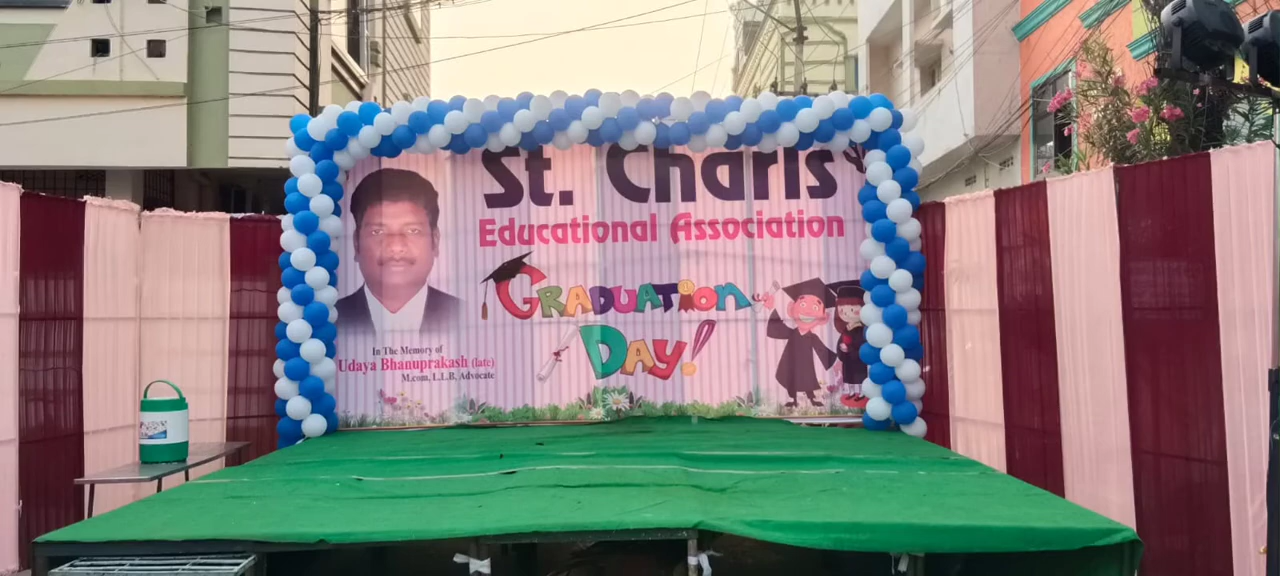 St. Charls
Educational Association
GRADUATION
DAY!
In The Memory of
Udaya Bhanuprakash (late)
M.com, L.L.B, Advocate